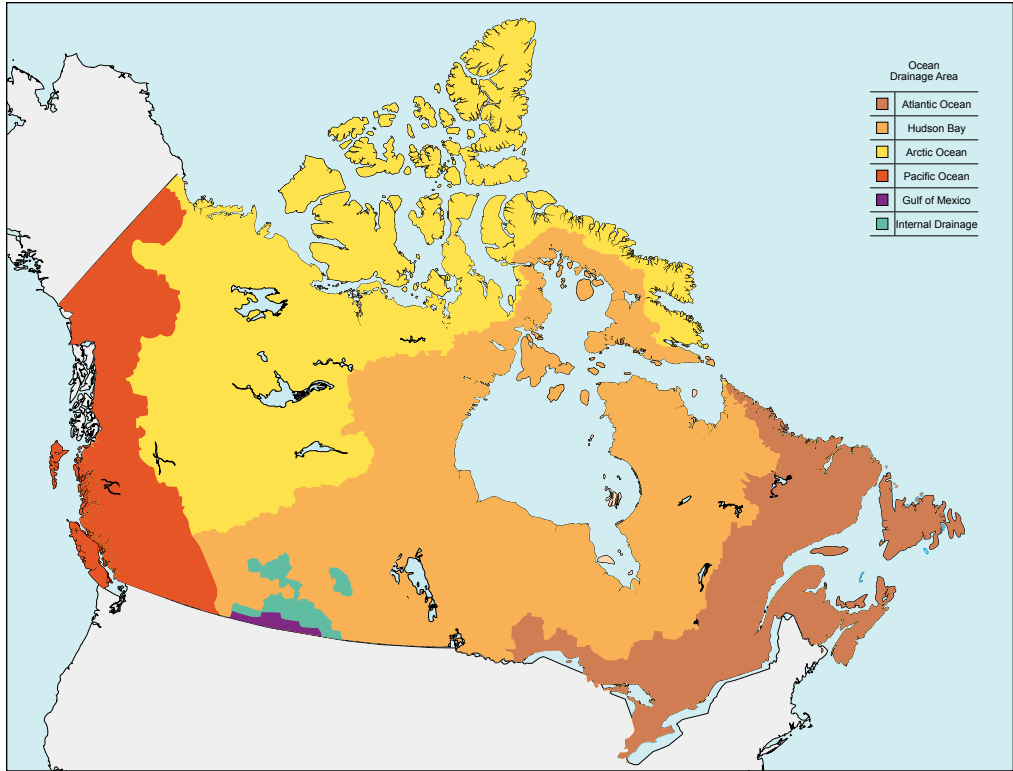 Ocean
Drainage Area
Atlantic Ocean
Hudson Bay
Arctic Ocean
Pacific Ocean
Gulf of Mexico
Internal Drainage